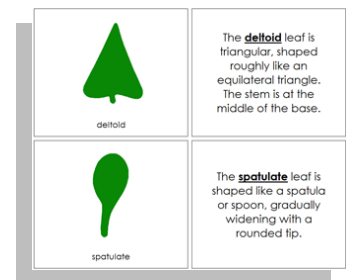 deltoid
The deltoid leaf is
triangular, shaped
roughly like an
equilateral triangle.
The stem is at the
middle of the base.
spatulate
The spatulate leaf is
shaped like a spatula
or spoon, gradually
widening with a
rounded tip.